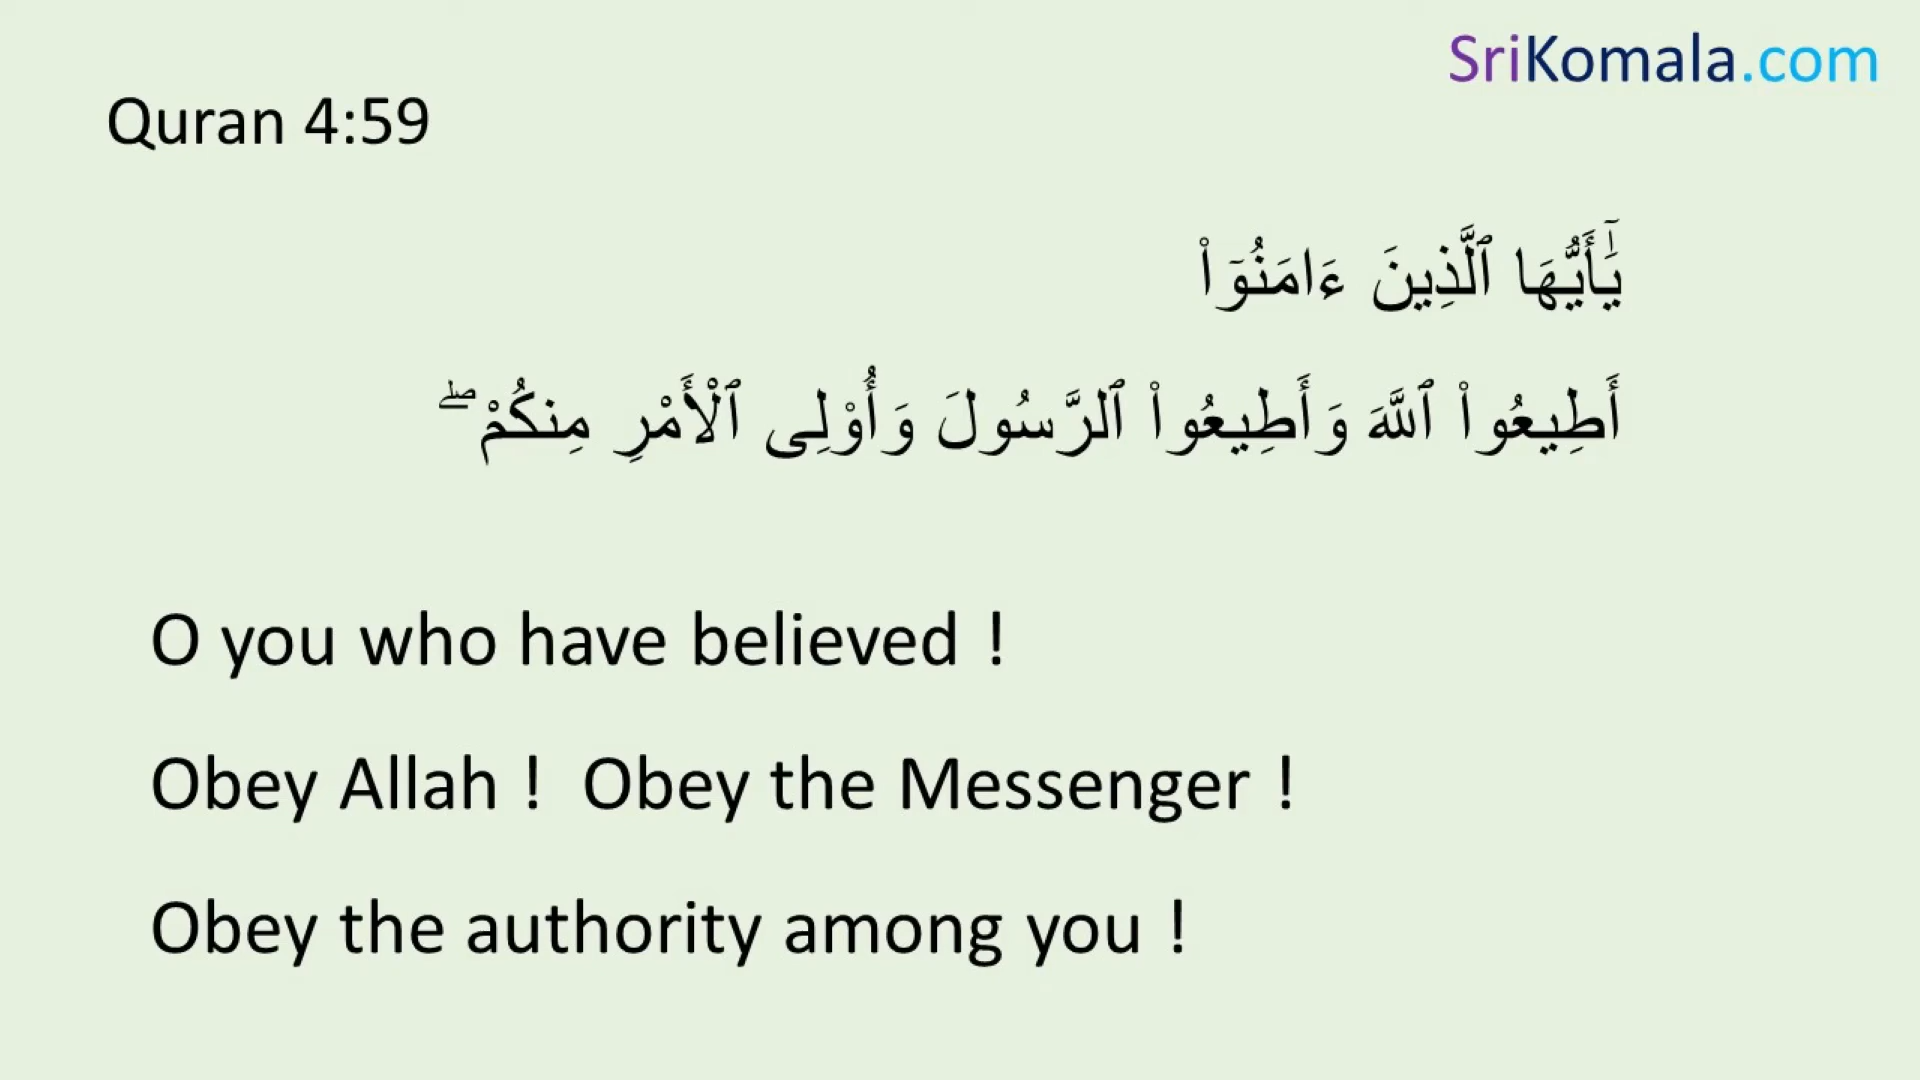 SriKomala.com
Quran 4:59
يَٰٓأَيُّهَا ٱلَّذِينَ ءَامَنُوٓا۟
أَطِيعُوا۟ ٱللَّهَ وَأَطِيعُوا۟ ٱلرَّسُولَ وَأُو۟لِى ٱلْأَمْرِ مِنكُمْ ۖ
O you who have believed !
Obey Allah ! Obey the Messenger !
Obey the authority among you !